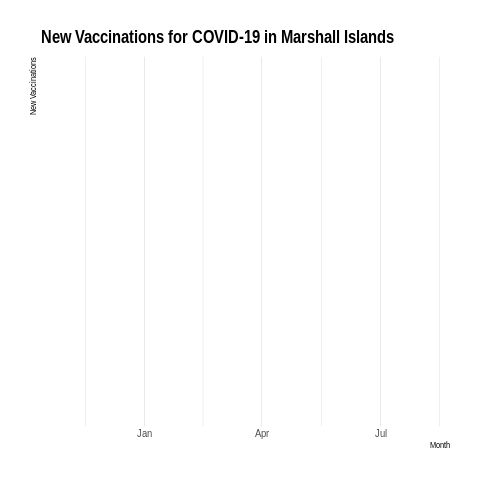 New Vaccinations for COVID-19 in Marshall Islands
New Vaccinations
Jan Apr Jul
Month